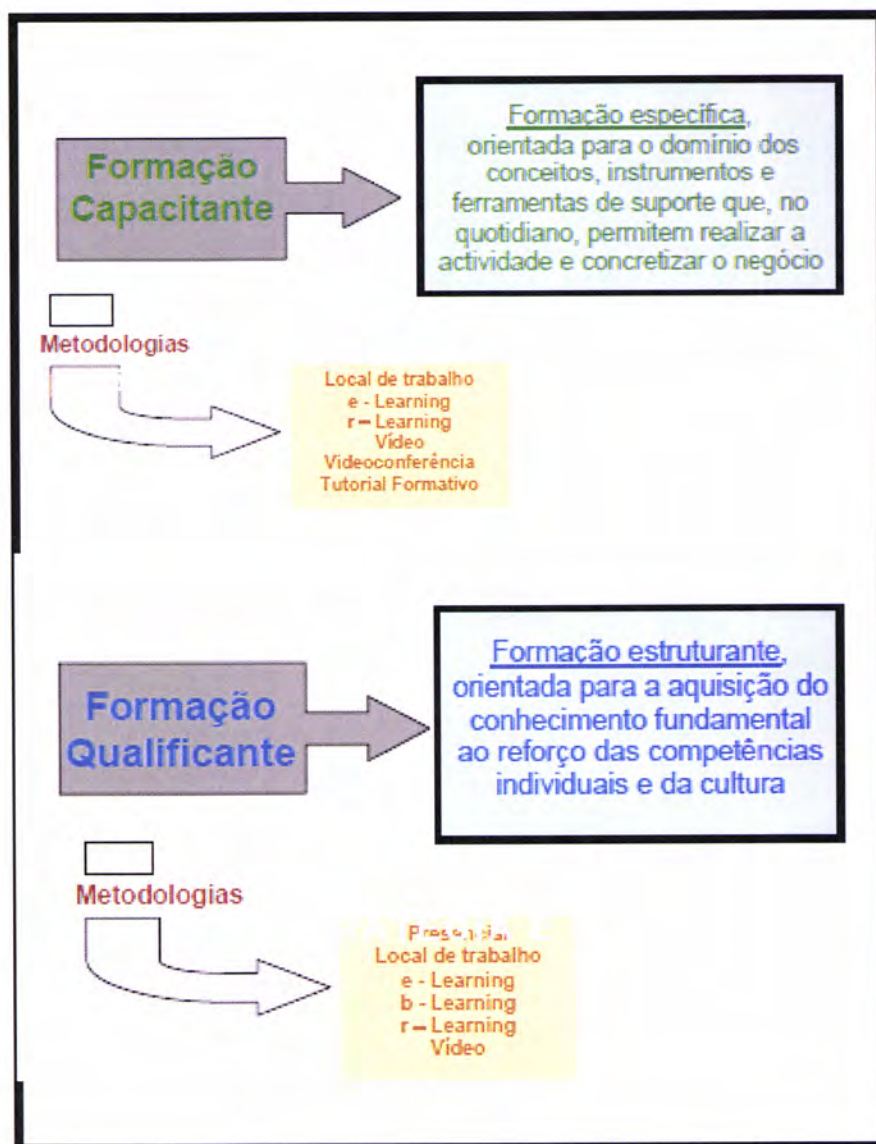 Formação
Capacitante
Formação específica,
orientada para o domínio dos
conceitos, instrumentos e
ferramentas de suporte que, no
quotidiano, permitem realizar a
actividade e concretizar o negócio
Metodologias
Local de trabalho
e - Learning
r – Learning
Vídeo
Videoconferência
Tutorial Formativo
Formação
Qualificante
Formação estruturante,
orientada para a aquisição do
conhecimento fundamental
ao reforço das competências
individuais e da cultura
Metodologias
Presencial
Local de trabalho
e - Learning
b - Learning
r – Learning
Vídeo